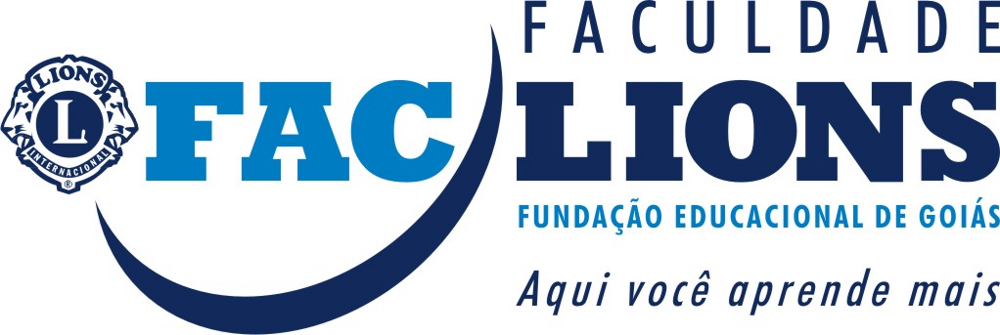 LIONS
L
INTERNACIONAL
®
FAC
FACULDADE
LIONS
FUNDAÇÃO EDUCACIONAL DE GOIÁS
Aqui você aprende mais